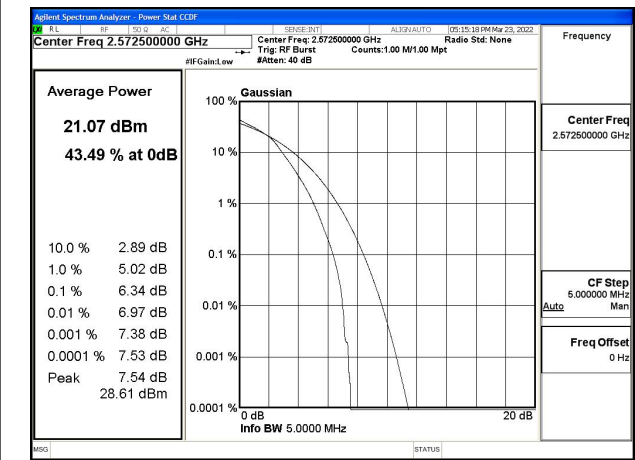 Agilent Spectrum Analyzer - Power Stat CCDF
RL RF 50 Ω AC SENSE:INT ALIGN AUTO 05:15:18 PM Mar 23, 2022
Center Freq 2.572500000 GHz
Center Freq: 2.572500000 GHz Radio Std: None
Trig: RF Burst Counts:1.00 M/1.00 Mpt
#IFGain:Low #Atten: 40 dB
Frequency
Average Power
21.07 dBm
43.49 % at 0dB
10.0 % 2.89 dB
1.0 % 5.02 dB
0.1 % 6.34 dB
0.01 % 6.97 dB
0.001 % 7.38 dB
0.0001 % 7.53 dB
Peak 7.54 dB
28.61 dBm
Gaussian
100 %
10 %
1 %
0.1 %
0.01 %
0.001 %
0.0001 %
0 dB 20 dB
Info BW 5.0000 MHz
Center Freq
2.572500000 GHz
CF Step
5.000000 MHz
Auto Man
Freq Offset
0 Hz
MSG STATUS